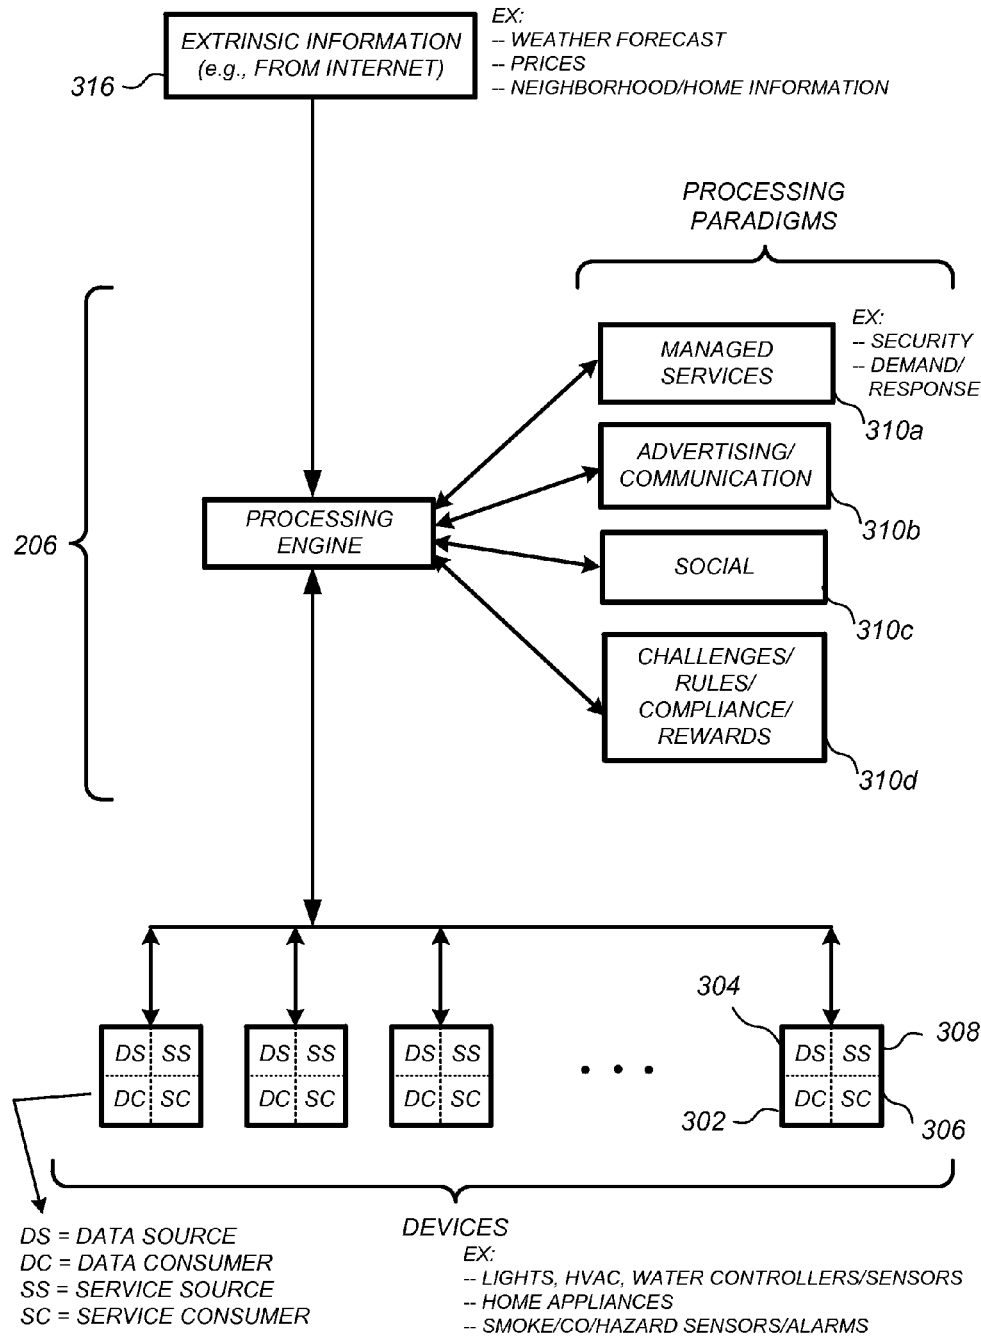 EXTRINSIC INFORMATION
(e.g., FROM INTERNET)
316
EX:
-- WEATHER FORECAST
-- PRICES
-- NEIGHBORHOOD/HOME INFORMATION
PROCESSING
PARADIGMS
206
PROCESSING
ENGINE
MANAGED
SERVICES
EX:
-- SECURITY
-- DEMAND/
RESPONSE
310a
ADVERTISING/
COMMUNICATION
310b
SOCIAL
310c
CHALLENGES/
RULES/
COMPLIANCE/
REWARDS
310d
304
308
302
306
DS SS
DC SC
DS SS
DC SC
DS SS
DC SC
. . .
DS SS
DC SC
DS = DATA SOURCE
DC = DATA CONSUMER
SS = SERVICE SOURCE
SC = SERVICE CONSUMER
DEVICES
EX:
-- LIGHTS, HVAC, WATER CONTROLLERS/SENSORS
-- HOME APPLIANCES
-- SMOKE/CO/HAZARD SENSORS/ALARMS